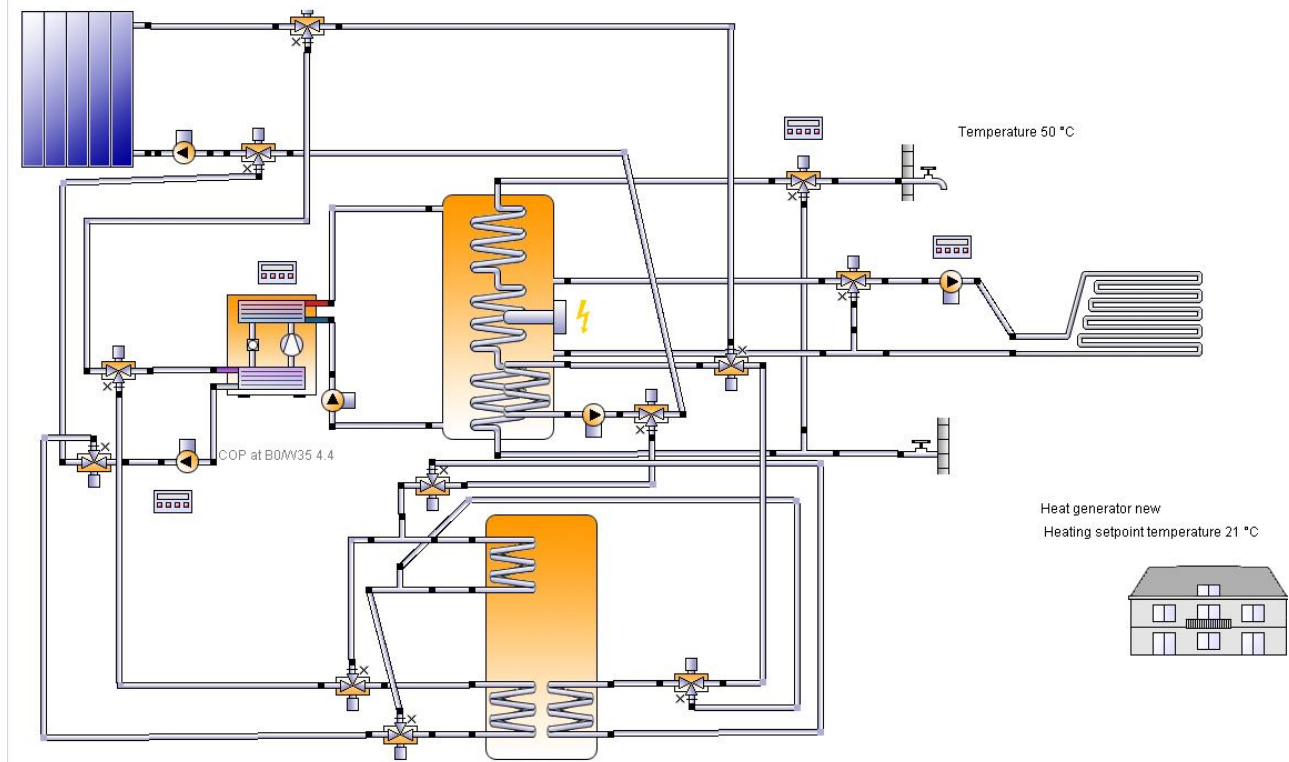 Temperature 50 °C
COP at B0/W35 4.4
Heat generator new
Heating setpoint temperature 21 °C